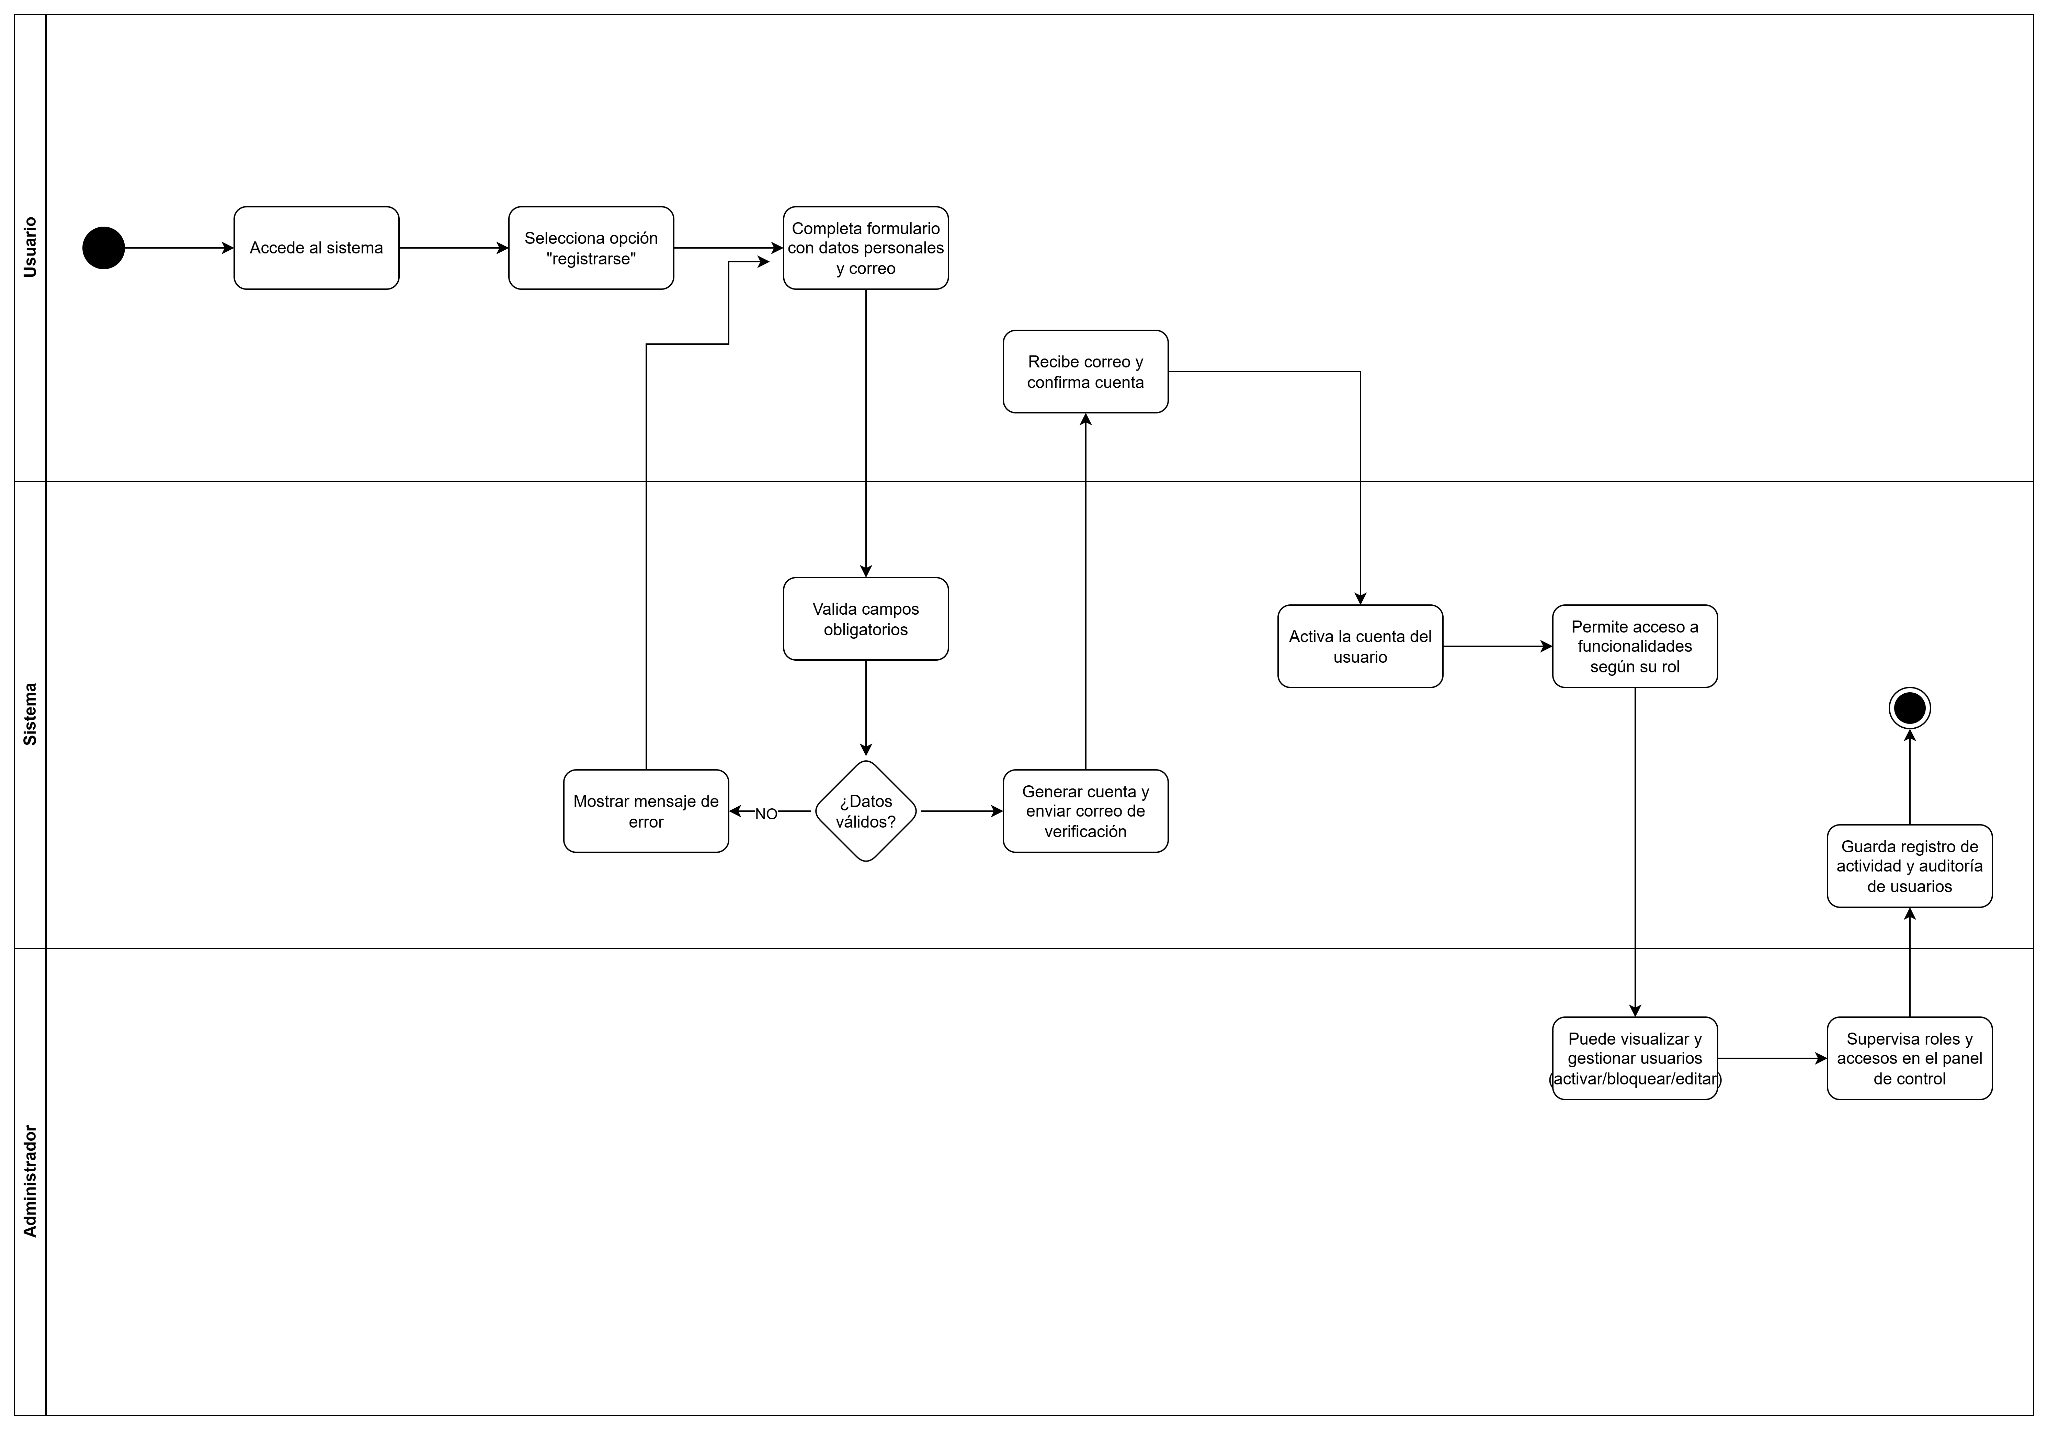 Usuario
Accede al sistema
Selecciona opción
"registrarse"
Completa formulario
con datos personales
y correo
Recibe correo y
confirma cuenta
Sistema
Valida campos
obligatorios
Activa la cuenta del
usuario
Permite acceso a
funcionalidades
según su rol
Mostrar mensaje de
error
NO
¿Datos
válidos?
Generar cuenta y
enviar correo de
verificación
Guarda registro de
actividad y auditoría
de usuarios
Administrador
Puede visualizar y
gestionar usuarios
(activar/bloquear/editar)
Supervisa roles y
accesos en el panel
de control